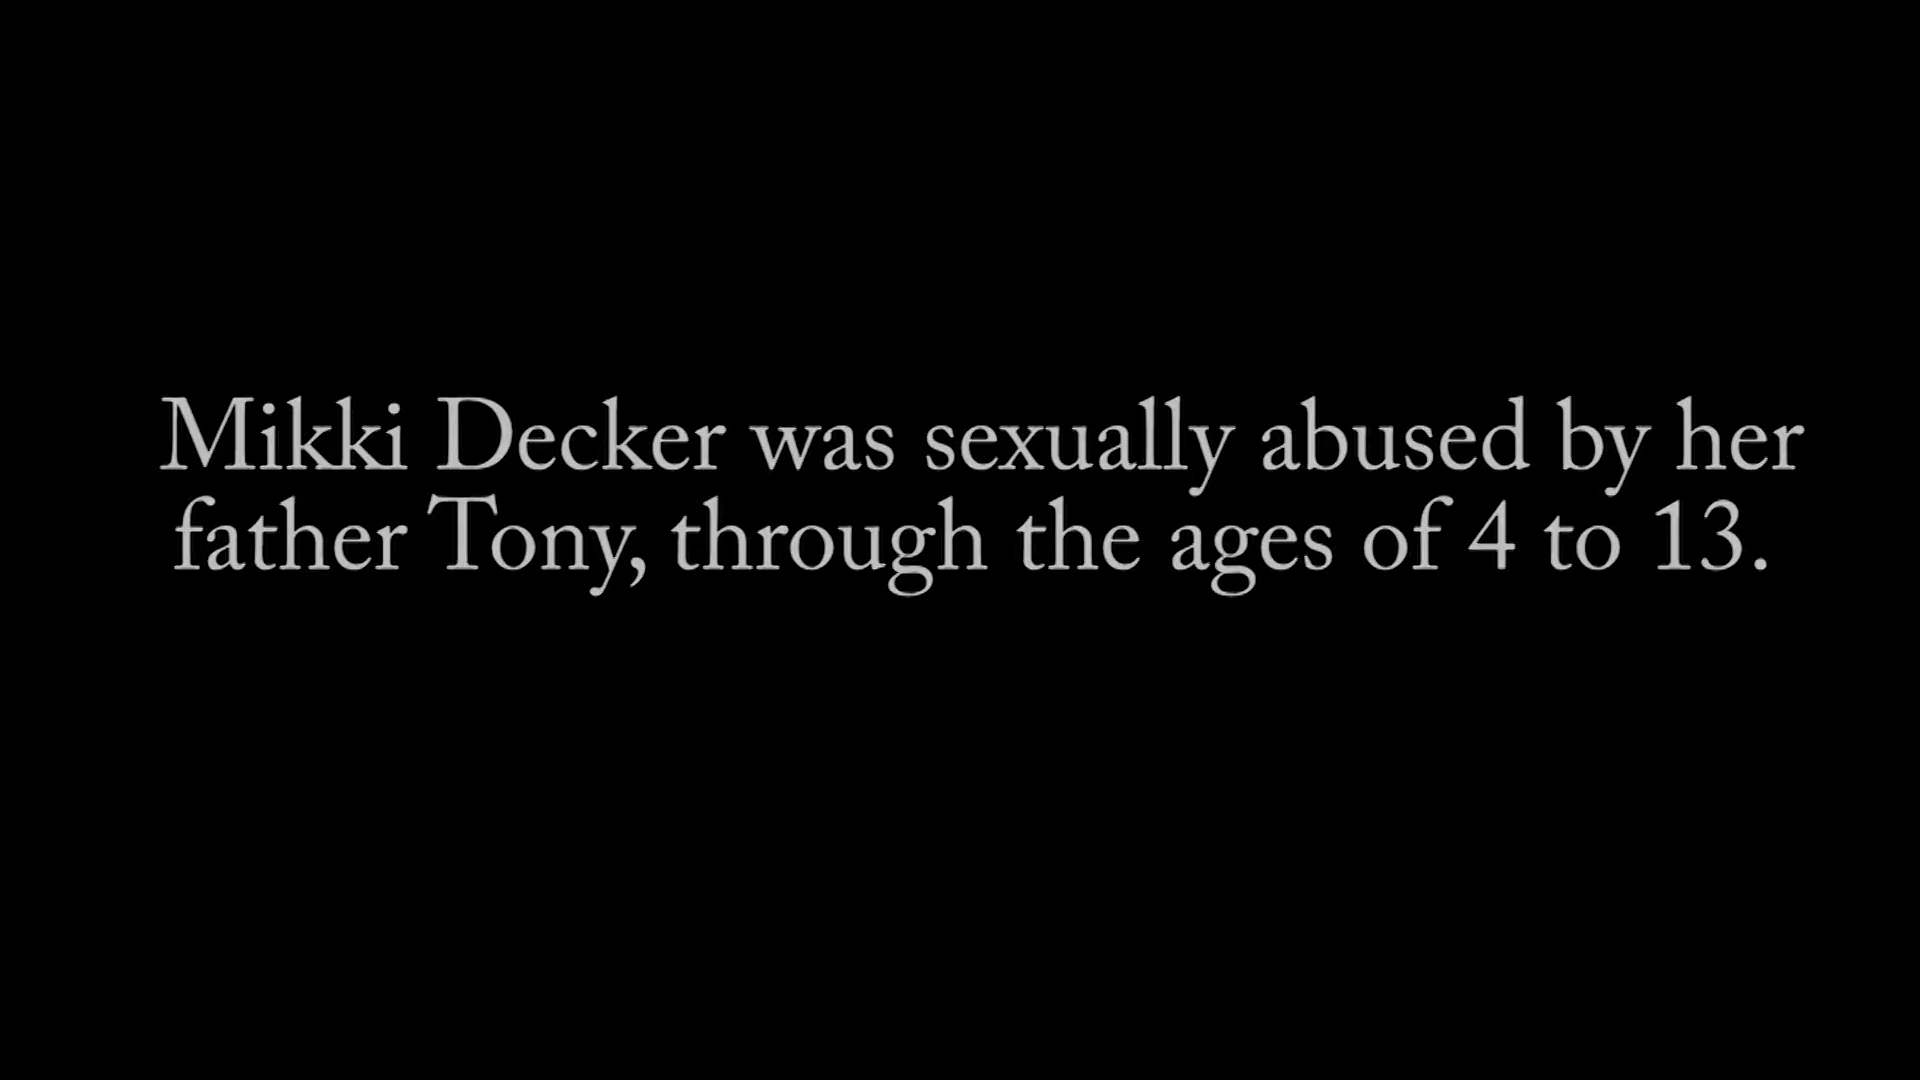 Mikki Decker was sexually abused by her
father Tony, through the ages of 4 to 13.